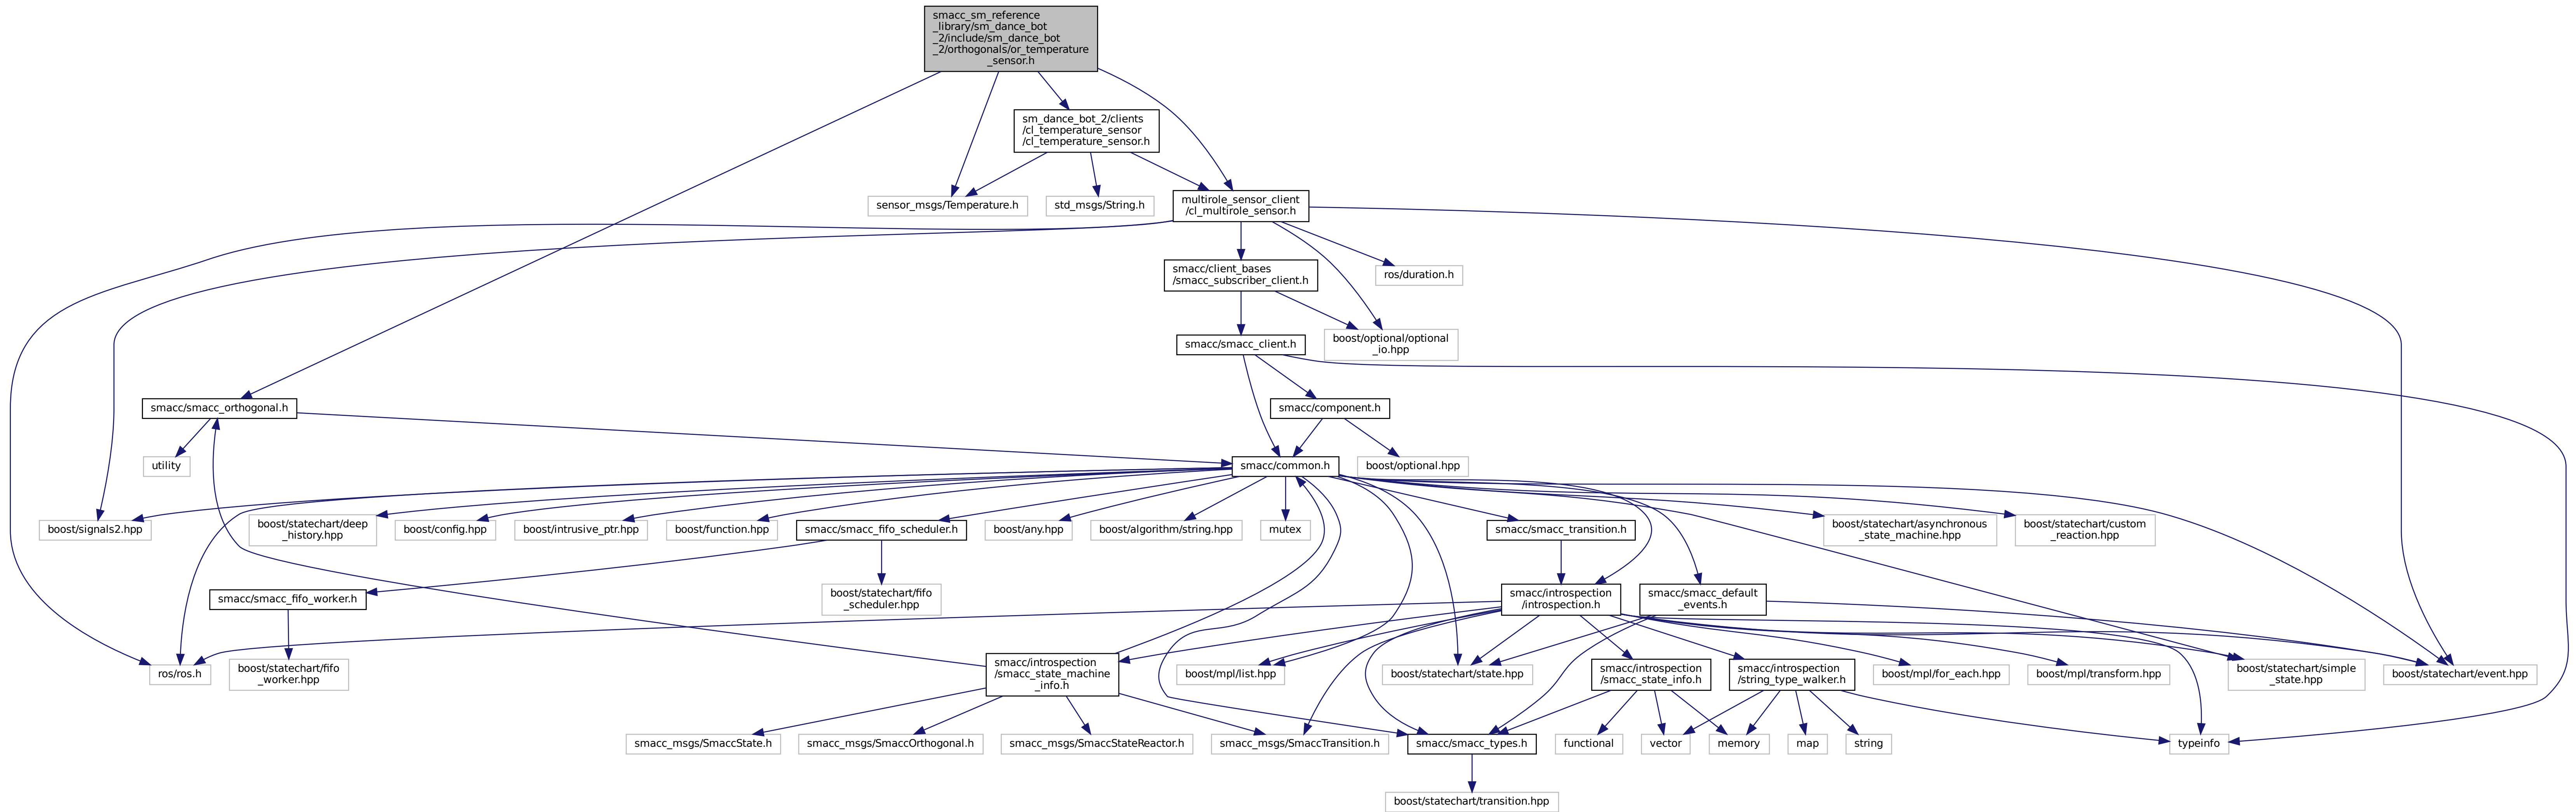 smacc_sm_reference
_library/sm_dance_bot
_2/include/sm_dance_bot
_2/orthogonals/or_temperature
_sensor.h
sm_dance_bot_2/clients
/cl_temperature_sensor
/cl_temperature_sensor.h
sensor_msgs/Temperature.h
std_msgs/String.h
multirole_sensor_client
/cl_multirole_sensor.h
smacc/client_bases
/smacc_subscriber_client.h
ros/duration.h
smacc/smacc_client.h
boost/optional/optional
_io.hpp
smacc/smacc_orthogonal.h
smacc/component.h
utility
smacc/common.h
boost/optional.hpp
boost/signals2.hpp
boost/statechart/deep
_history.hpp
boost/config.hpp
boost/intrusive_ptr.hpp
boost/function.hpp
smacc/smacc_fifo_scheduler.h
boost/any.hpp
boost/algorithm/string.hpp
mutex
smacc/smacc_transition.h
boost/statechart/asynchronous
_state_machine.hpp
boost/statechart/custom
_reaction.hpp
smacc/smacc_fifo_worker.h
boost/statechart/fifo
_scheduler.hpp
smacc/introspection
/introspection.h
smacc/smacc_default
_events.h
ros/ros.h
boost/statechart/fifo
_worker.hpp
smacc/introspection
/smacc_state_machine
_info.h
boost/mpl/list.hpp
boost/statechart/state.hpp
smacc/introspection
/smacc_state_info.h
smacc/introspection
/string_type_walker.h
boost/mpl/for_each.hpp
boost/mpl/transform.hpp
boost/statechart/simple
_state.hpp
boost/statechart/event.hpp
smacc_msgs/SmaccState.h
smacc_msgs/SmaccOrthogonal.h
smacc_msgs/SmaccStateReactor.h
smacc_msgs/SmaccTransition.h
smacc/smacc_types.h
functional
vector
memory
map
string
typeinfo
boost/statechart/transition.hpp